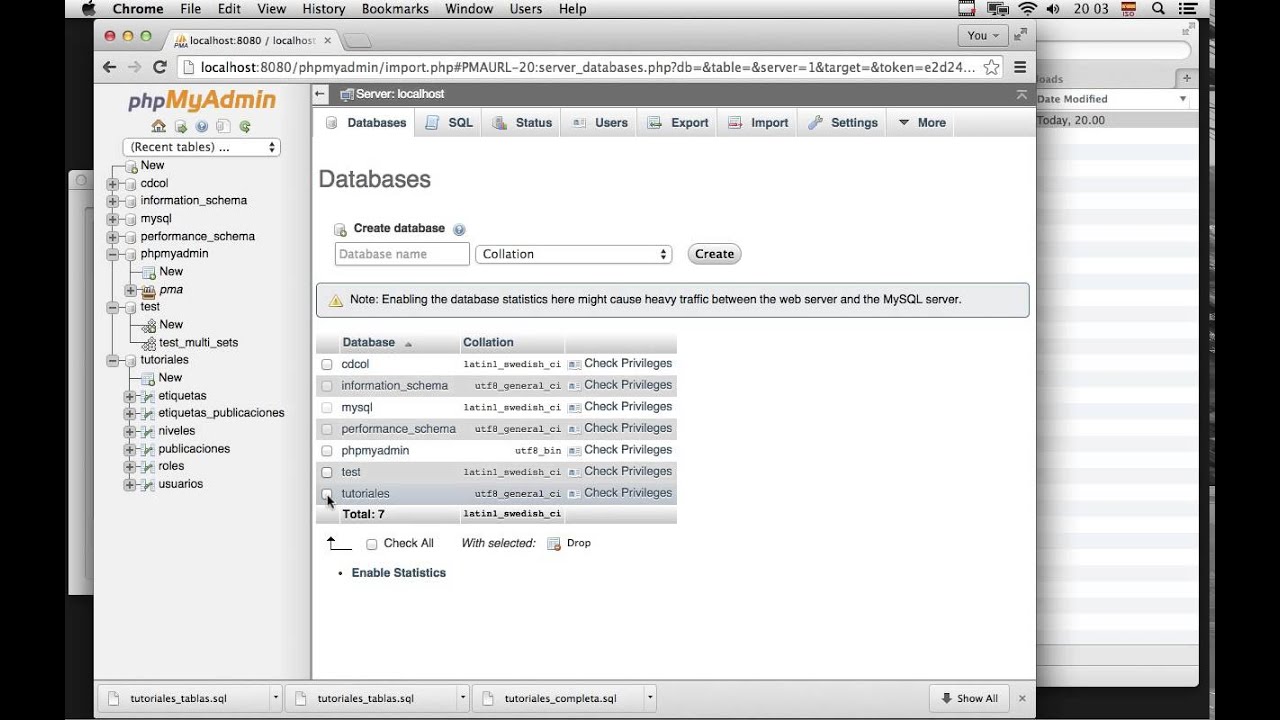 Chrome File Edit View History Bookmarks Window Users Help 20 03 ISO
localhost:8080 / localhost
You
localhost:8080/phpmyadmin/import.php#PMAURL-20:server_databases.php?db=&table=&server=1&target=&token=e2d24...
phpMyAdmin
(Recent tables) ...
New
cdcol
information_schema
mysql
performance_schema
phpmyadmin
New
pma
test
New
test_multi_sets
tutoriales
New
etiquetas
etiquetas_publicaciones
niveles
publicaciones
roles
usuarios
Server: localhost
Databases SQL Status Users Export Import Settings More
Databases
Create database
Database name Collation Create
Note: Enabling the database statistics here might cause heavy traffic between the web server and the MySQL server.
Database Collation
cdcol latin1_swedish_ci Check Privileges
information_schema utf8_general_ci Check Privileges
mysql latin1_swedish_ci Check Privileges
performance_schema utf8_general_ci Check Privileges
phpmyadmin utf8_bin Check Privileges
test latin1_swedish_ci Check Privileges
tutoriales utf8_general_ci Check Privileges
Total: 7 latin1_swedish_ci
Check All With selected: Drop
Enable Statistics
Date Modified
Today, 20.00
tutoriales_tablas.sql tutoriales_tablas.sql tutoriales_completa.sql Show All